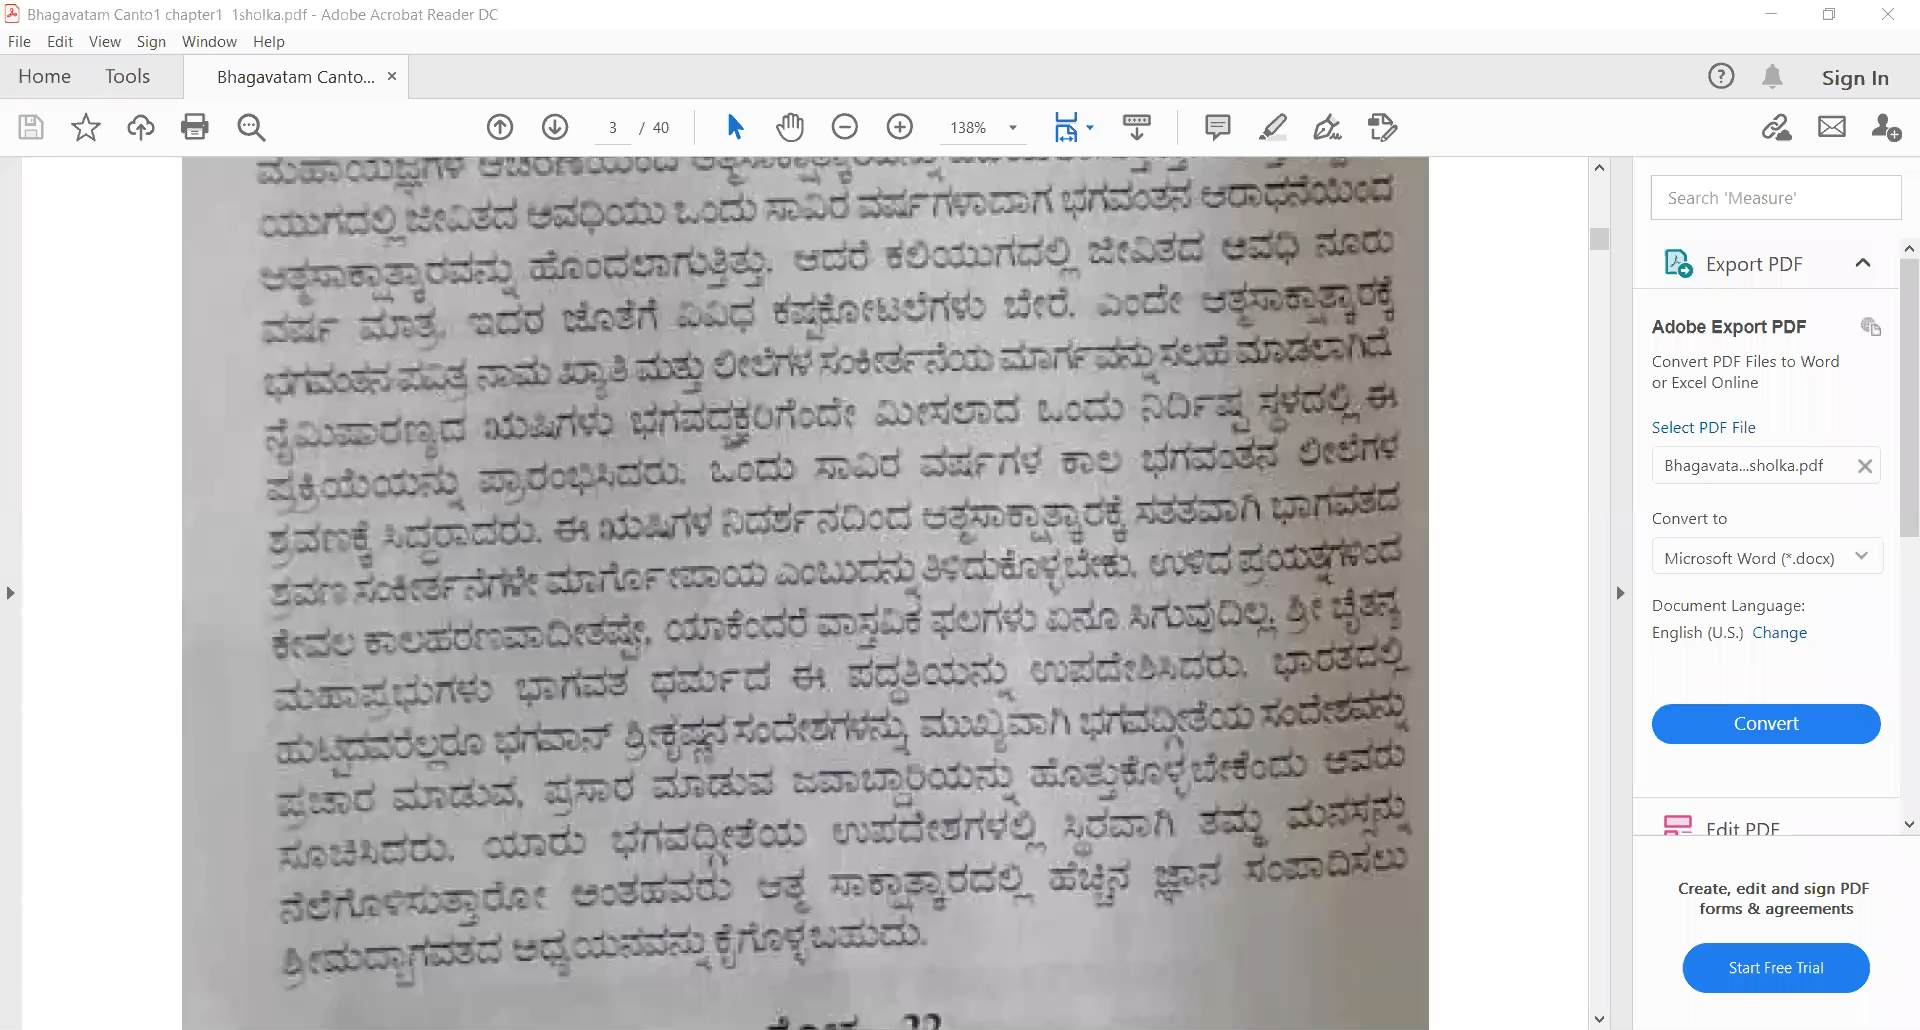 Bhagavatam Canto1 chapter1 1sholka.pdf - Adobe Acrobat Reader DC
File Edit View Sign Window Help
Home Tools Bhagavatam Canto... × Sign In
3 / 40 138%
ಯುಗದಲ್ಲಿ ಜೀವಿತದ ಅವಧಿಯು ಒಂದು ಸಾವಿರ ವರ್ಷಗಳಾದಾಗ ಭಗವಂತನ ಆರಾಧನೆಯಿಂದ
ಆತ್ಮಸಾಕ್ಷಾತ್ಕಾರವನ್ನು ಹೊಂದಲಾಗುತ್ತಿತ್ತು. ಆದರೆ ಕಲಿಯುಗದಲ್ಲಿ ಜೀವಿತದ ಅವಧಿ ನೂರು
ವರ್ಷ ಮಾತ್ರ. ಇದರ ಜೊತೆಗೆ ವಿವಿಧ ಕಷ್ಟಕೋಟಲೆಗಳು ಬೇರೆ. ಎಂದೇ ಆತ್ಮಸಾಕ್ಷಾತ್ಕಾರಕ್ಕೆ
ಭಗವಂತನ ಪವಿತ್ರ ನಾಮ ಖ್ಯಾತಿ ಮತ್ತು ಲೀಲೆಗಳ ಸಂಕೀರ್ತನೆಯ ಮಾರ್ಗವನ್ನು ಸಲಹೆ ಮಾಡಲಾಗಿದೆ
ನೈಮಿಷಾರಣ್ಯದ ಋಷಿಗಳು ಭಗವದ್ಭಕ್ತರಿಗೆಂದೇ ಮೀಸಲಾದ ಒಂದು ನಿರ್ದಿಷ್ಟ ಸ್ಥಳದಲ್ಲಿ ಈ
ಪ್ರಕ್ರಿಯೆಯನ್ನು ಪ್ರಾರಂಭಿಸಿದರು. ಒಂದು ಸಾವಿರ ವರ್ಷಗಳ ಕಾಲ ಭಗವಂತನ ಲೀಲೆಗಳ
ಶ್ರವಣಕ್ಕೆ ಸಿದ್ಧರಾದರು. ಈ ಋಷಿಗಳ ನಿದರ್ಶನದಿಂದ ಆತ್ಮಸಾಕ್ಷಾತ್ಕಾರಕ್ಕೆ ಸತತವಾಗಿ ಭಾಗವತದ
ಶ್ರವಣ ಸಂಕೀರ್ತನೆಗಳೇ ಮಾರ್ಗೋಪಾಯ ಎಂಬುದನ್ನು ತಿಳಿದುಕೊಳ್ಳಬೇಕು. ಉಳಿದ ಪ್ರಯತ್ನಗಳಿಂದ
ಕೇವಲ ಕಾಲಹರಣವಾದೀತಷ್ಟೇ, ಯಾಕೆಂದರೆ ವಾಸ್ತವಿಕ ಫಲಗಳು ಏನೂ ಸಿಗುವುದಿಲ್ಲ. ಶ್ರೀ ಚೈತನ್ಯ
ಮಹಾಪ್ರಭುಗಳು ಭಾಗವತ ಧರ್ಮದ ಈ ಪದ್ಧತಿಯನ್ನು ಉಪದೇಶಿಸಿದರು. ಭಾರತದಲ್ಲಿ
ಹುಟ್ಟಿದವರೆಲ್ಲರೂ ಭಗವಾನ್ ಶ್ರೀಕೃಷ್ಣನ ಸಂದೇಶಗಳನ್ನು ಮುಖ್ಯವಾಗಿ ಭಗವದ್ಗೀತೆಯ ಸಂದೇಶವನ್ನು
ಪ್ರಚಾರ ಮಾಡುವ, ಪ್ರಸಾರ ಮಾಡುವ ಜವಾಬ್ದಾರಿಯನ್ನು ಹೊತ್ತುಕೊಳ್ಳಬೇಕೆಂದು ಅವರು
ಸೂಚಿಸಿದರು. ಯಾರು ಭಗವದ್ಗೀತೆಯ ಉಪದೇಶಗಳಲ್ಲಿ ಸ್ಥಿರವಾಗಿ ತಮ್ಮ ಮನಸ್ಸನ್ನು
ನೆಲೆಗೊಳಿಸುತ್ತಾರೋ ಅಂತಹವರು ಆತ್ಮ ಸಾಕ್ಷಾತ್ಕಾರದಲ್ಲಿ ಹೆಚ್ಚಿನ ಜ್ಞಾನ ಸಂಪಾದಿಸಲು
ಶ್ರೀಮದ್ಭಾಗವತದ ಅಧ್ಯಯನವನ್ನು ಕೈಗೊಳ್ಳಬಹುದು.
Search 'Measure'
Export PDF
Adobe Export PDF
Convert PDF Files to Word
or Excel Online
Select PDF File
Bhagavata...sholka.pdf
Convert to
Microsoft Word (*.docx)
Document Language:
English (U.S.) Change
Convert
Edit PDF
Create, edit and sign PDF
forms & agreements
Start Free Trial